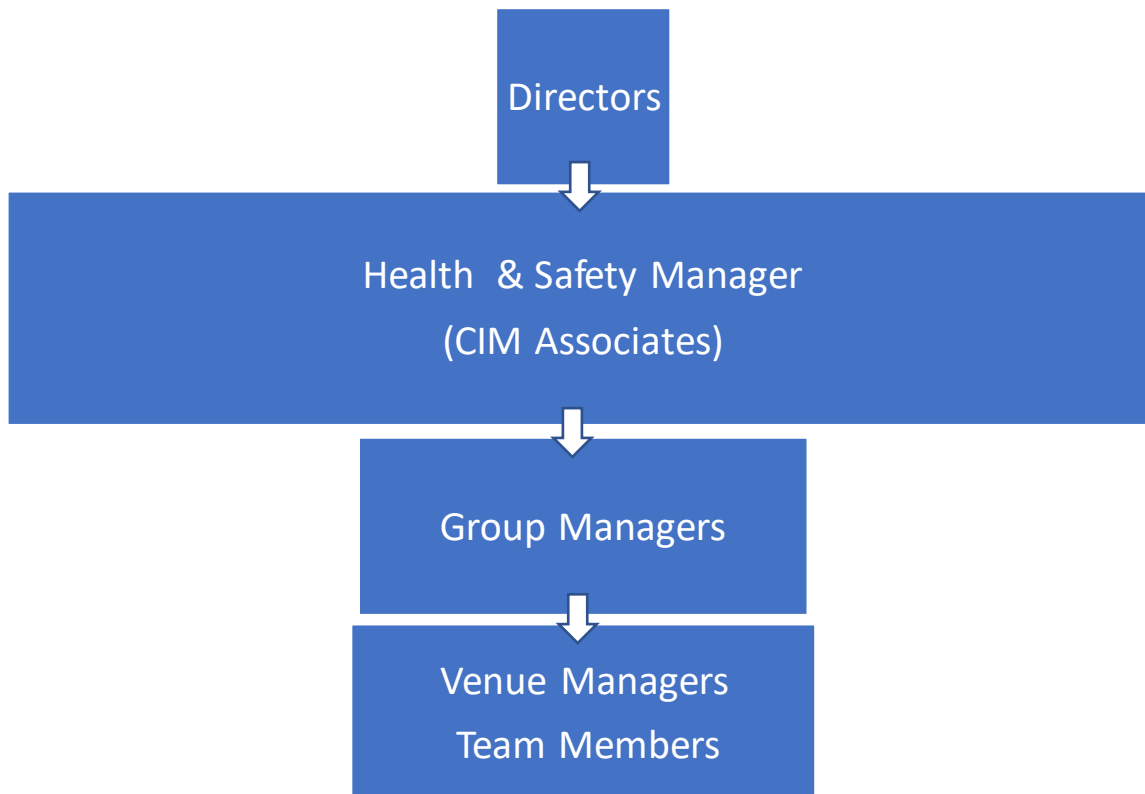 Directors
Health & Safety Manager
(CIM Associates)
Group Managers
Venue Managers
Team Members